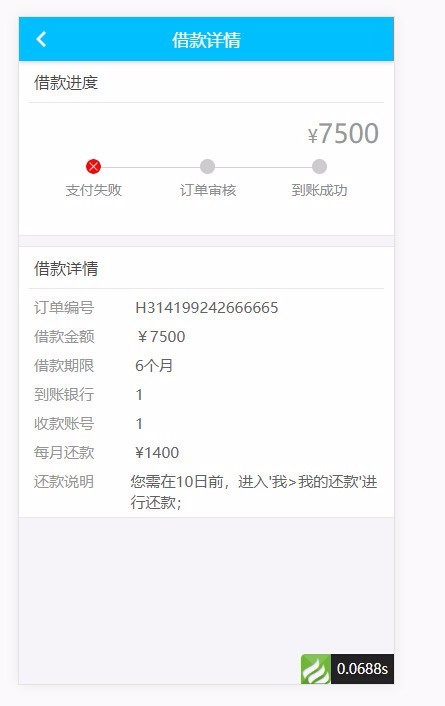 借款详情
借款进度
¥7500
支付失败 订单审核 到账成功
借款详情
订单编号 H314199242666665
借款金额 ¥7500
借款期限 6个月
到账银行 1
收款账号 1
每月还款 ¥1400
还款说明 您需在10日前，进入'我>我的还款'进
行还款；
0.0688s